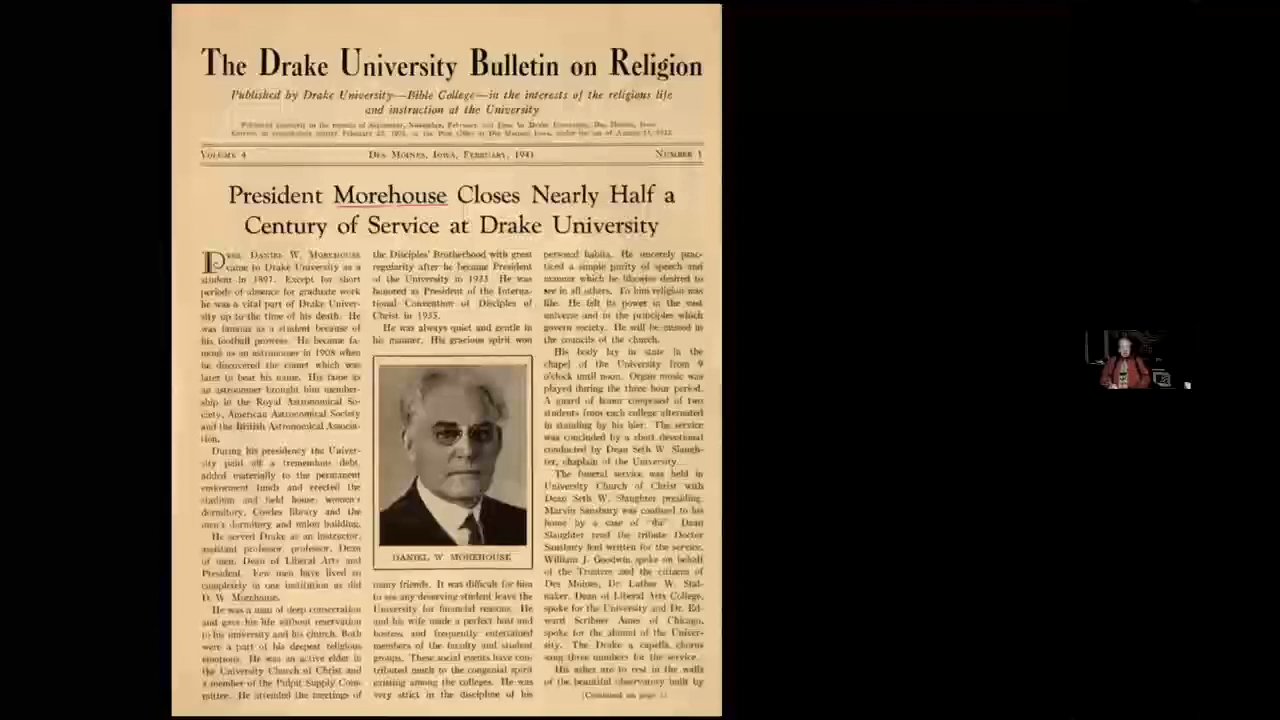 The Drake University Bulletin on Religion
Published by Drake University—Bible College—in the interests of the religious life
and instruction at the University
Volume 4
Des Moines, Iowa, February, 1941
Number 1
President Morehouse Closes Nearly Half a
Century of Service at Drake University
Pres. Daniel W. Morehouse
came to Drake University as a
student in 1897. Except for short
periods of absence for graduate work
he was a vital part of Drake Univer-
sity up to the time of his death. He
was famous as a student because of
his football prowess. He became fa-
mous as an astronomer in 1908 when
he discovered the comet which was
later to bear his name. His fame as
an astronomer brought him member-
ship in the Royal Astronomical So-
ciety, American Astronomical Society
and the British Astronomical Associa-
tion.
During his presidency the Univer-
sity paid off a tremendous debt,
added materially to the permanent
endowment funds and erected the
stadium and field house, women's
dormitory, Cowles library and the
men's dormitory and union building.
He served Drake as an instructor,
assistant professor, professor, Dean
of men, Dean of Liberal Arts and
President. Few men have lived so
completely in one institution as did
D. W. Morehouse.
He was a man of deep consecration
and gave his life without reservation
to his university and his church. Both
were a part of his deepest religious
emotions. He was an active elder in
the University Church of Christ and
a member of the Pulpit Supply Com-
mittee. He attended the meetings of
the Disciples' Brotherhood with great
regularity after he became President
of the University in 1923. He was
honored as President of the Interna-
tional Convention of Disciples of
Christ in 1935.
He was always quiet and gentle in
his manner. His gracious spirit won
DANIEL W. MOREHOUSE
many friends. It was difficult for him
to see any deserving student leave the
University for financial reasons. He
and his wife made a perfect host and
hostess and frequently entertained
members of the faculty and student
groups. These social events have con-
tributed much to the congenial spirit
existing among the colleges. He was
very strict in the discipline of his
personal habits. He sincerely prac-
ticed a simple purity of speech and
manner which he likewise desired to
see in all others. To him religion was
life. He felt its power in the vast
universe and in the principles which
govern society. He will be missed in
the councils of the church.
His body lay in state in the
chapel of the University from 9
o'clock until noon. Organ music was
played during the three hour period.
A guard of honor composed of two
students from each college alternated
in standing by his bier. The service
was concluded by a short devotional
conducted by Dean Seth W. Slaugh-
ter, chaplain of the University.
The funeral service was held in
University Church of Christ with
Dean Seth W. Slaughter presiding.
Marvin Sansbury was confined to his
home by a case of "flu". Dean
Slaughter read the tribute Doctor
Sansbury had written for the service.
William J. Goodwin spoke on behalf
of the Trustees and the citizens of
Des Moines, Dr. Luther W. Stal-
naker, Dean of Liberal Arts College,
spoke for the University and Dr. Ed-
ward Scribner Ames of Chicago,
spoke for the alumni of the Univer-
sity. The Drake a capella chorus
sang three numbers for the service.
His ashes are to rest in the walls
of the beautiful observatory built by
(Continued on page